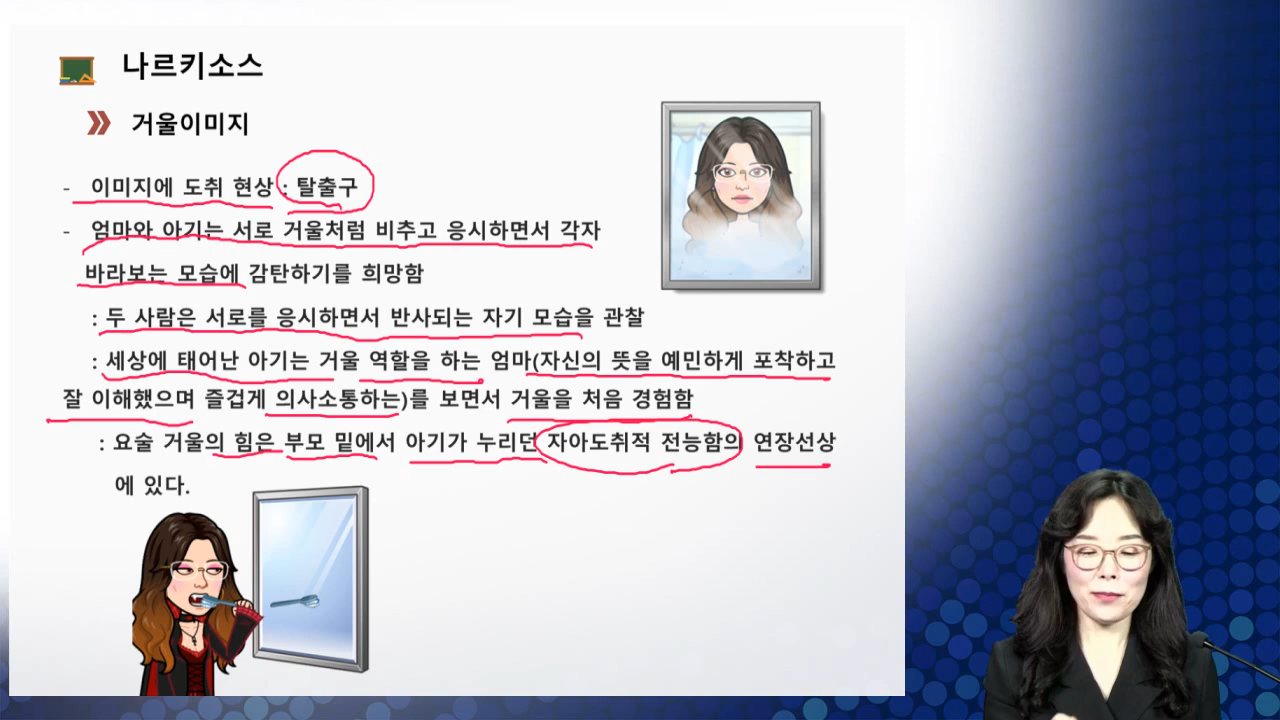 나르키소스
거울이미지
- 이미지에 도취 현상 : 탈출구
- 엄마와 아기는 서로 거울처럼 비추고 응시하면서 각자
바라보는 모습에 감탄하기를 희망함
: 두 사람은 서로를 응시하면서 반사되는 자기 모습을 관찰
: 세상에 태어난 아기는 거울 역할을 하는 엄마(자신의 뜻을 예민하게 포착하고
잘 이해했으며 즐겁게 의사소통하는)를 보면서 거울을 처음 경험함
: 요술 거울의 힘은 부모 밑에서 아기가 누리던 자아도취적 전능함의 연장선상
에 있다.